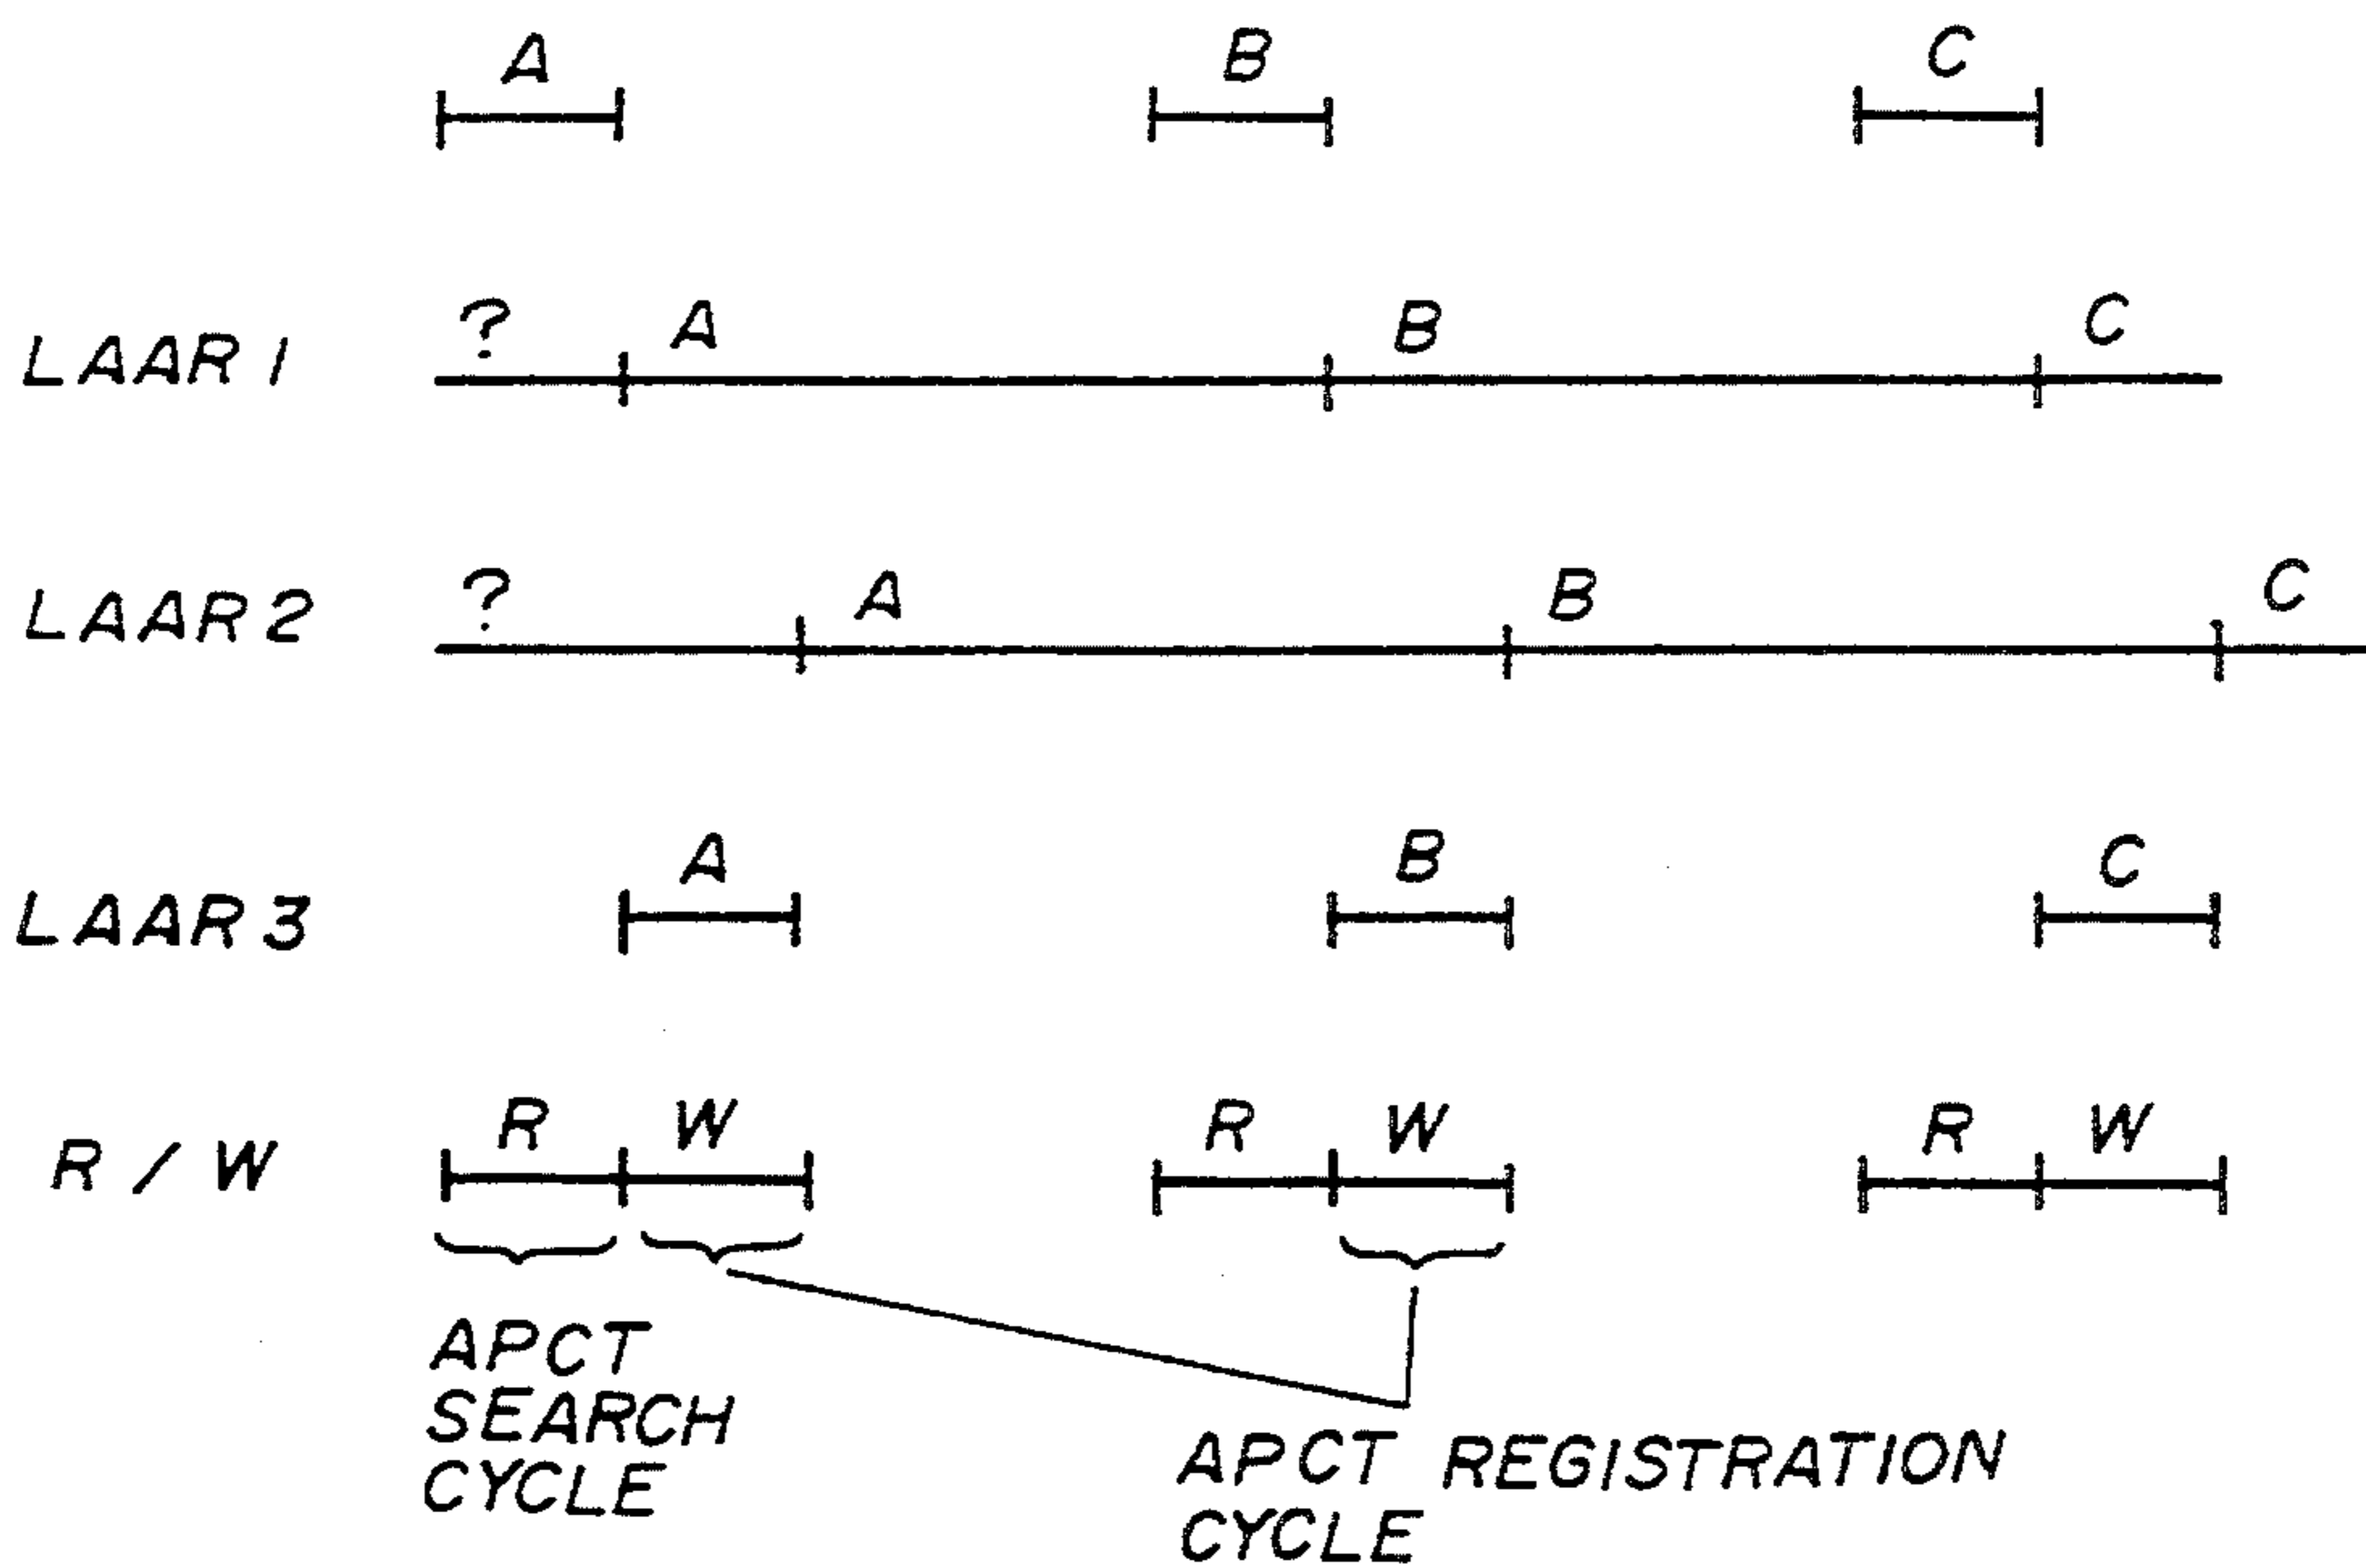 A B C
LAAR 1 ? A B C
LAAR 2 ? A B C
LAAR 3 A B C
R / W R W R W R W
APCT
SEARCH
CYCLE
APCT REGISTRATION
CYCLE